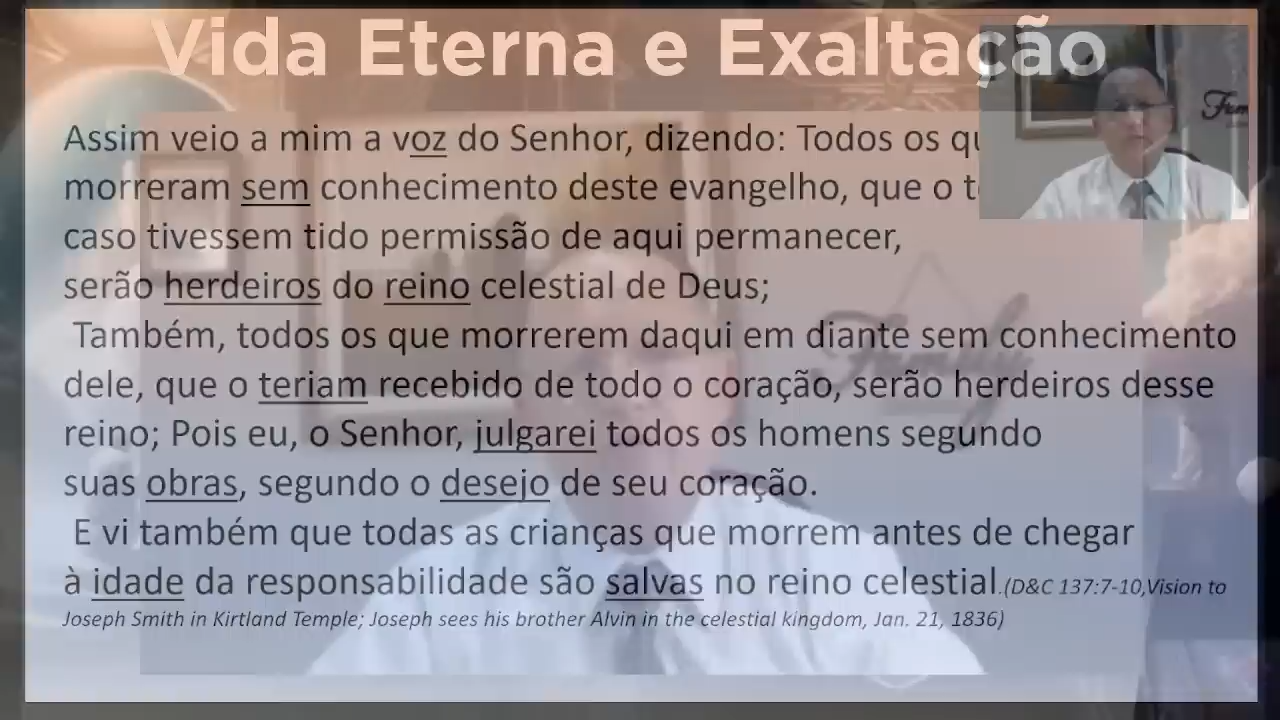 Vida Eterna e Exaltação
Assim veio a mim a voz do Senhor, dizendo: Todos os
morreram sem conhecimento deste evangelho, que o
caso tivessem tido permissão de aqui permanecer,
serão herdeiros do reino celestial de Deus;
Também, todos os que morrerem daqui em diante sem conhecimento
dele, que o teriam recebido de todo o coração, serão herdeiros desse
reino; Pois eu, o Senhor, julgarei todos os homens segundo
suas obras, segundo o desejo de seu coração.
E vi também que todas as crianças que morrem antes de chegar
à idade da responsabilidade são salvas no reino celestial.(D&C 137:7-10,Vision to
Joseph Smith in Kirtland Temple; Joseph sees his brother Alvin in the celestial kingdom, Jan. 21, 1836)
Family